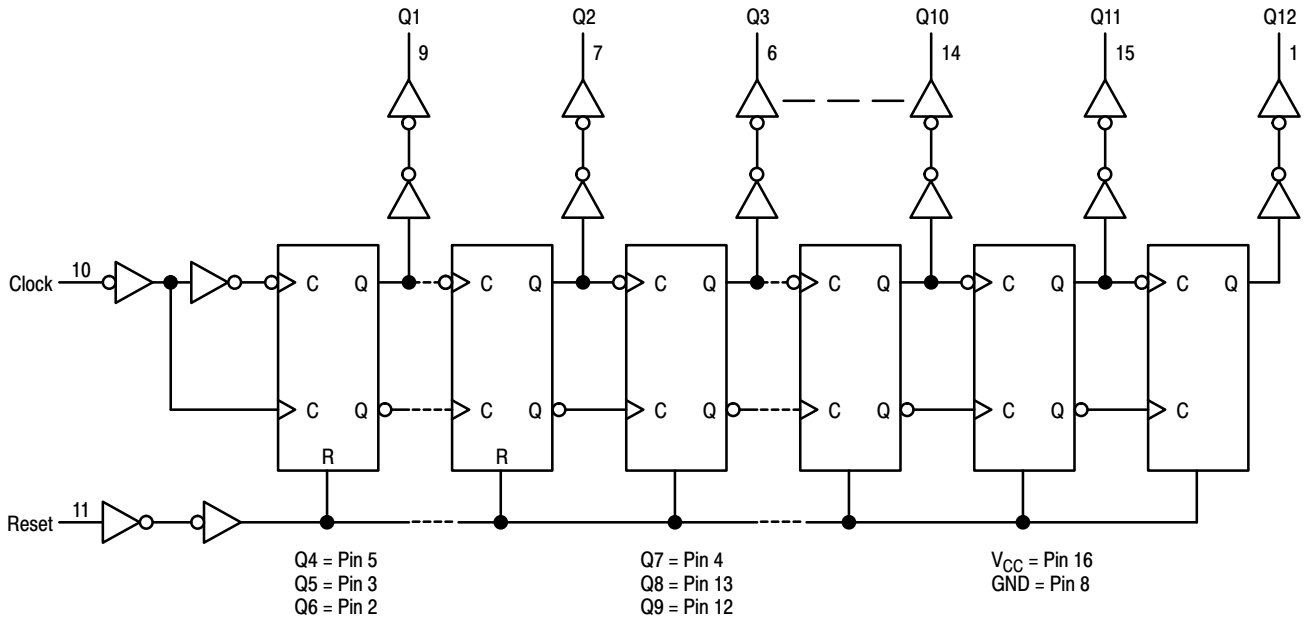 Q1 Q2 Q3 Q10 Q11 Q12
9 7 6 14 15 1
Clock 10 C Q C Q C Q C Q C Q C Q
C Q C Q C Q C Q C Q C
R R
Reset 11
Q4 = Pin 5
Q5 = Pin 3
Q6 = Pin 2
Q7 = Pin 4
Q8 = Pin 13
Q9 = Pin 12
VCC = Pin 16
GND = Pin 8